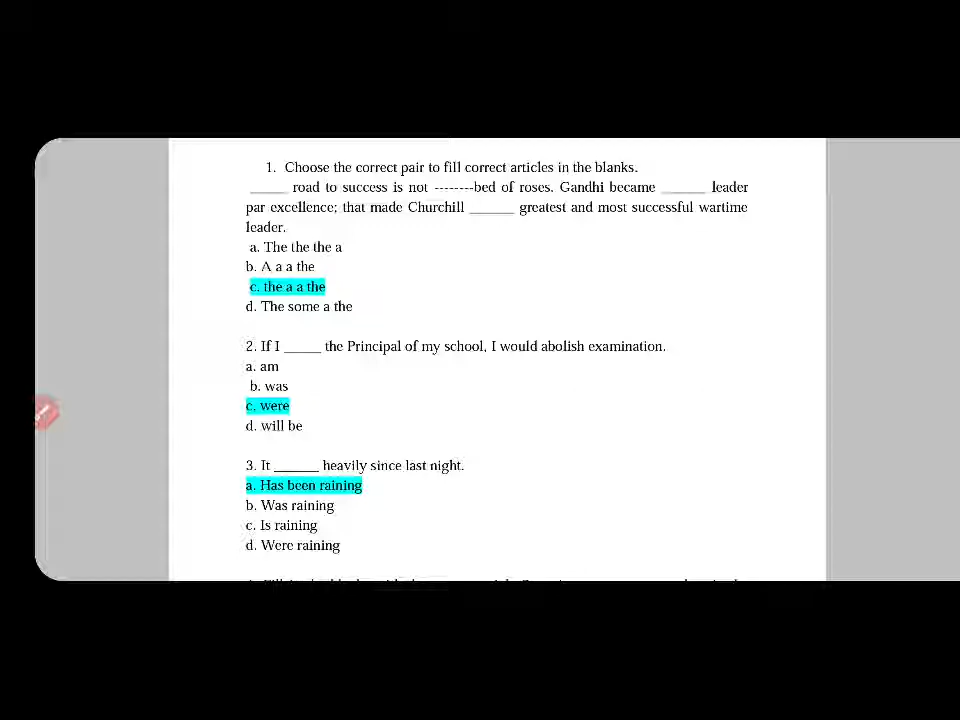 1. Choose the correct pair to fill correct articles in the blanks.
_____ road to success is not --------bed of roses. Gandhi became ______ leader
par excellence; that made Churchill ______ greatest and most successful wartime
leader.
a. The the the a
b. A a a the
c. the a a the
d. The some a the
2. If I _____ the Principal of my school, I would abolish examination.
a. am
b. was
c. were
d. will be
3. It ______ heavily since last night.
a. Has been raining
b. Was raining
c. Is raining
d. Were raining